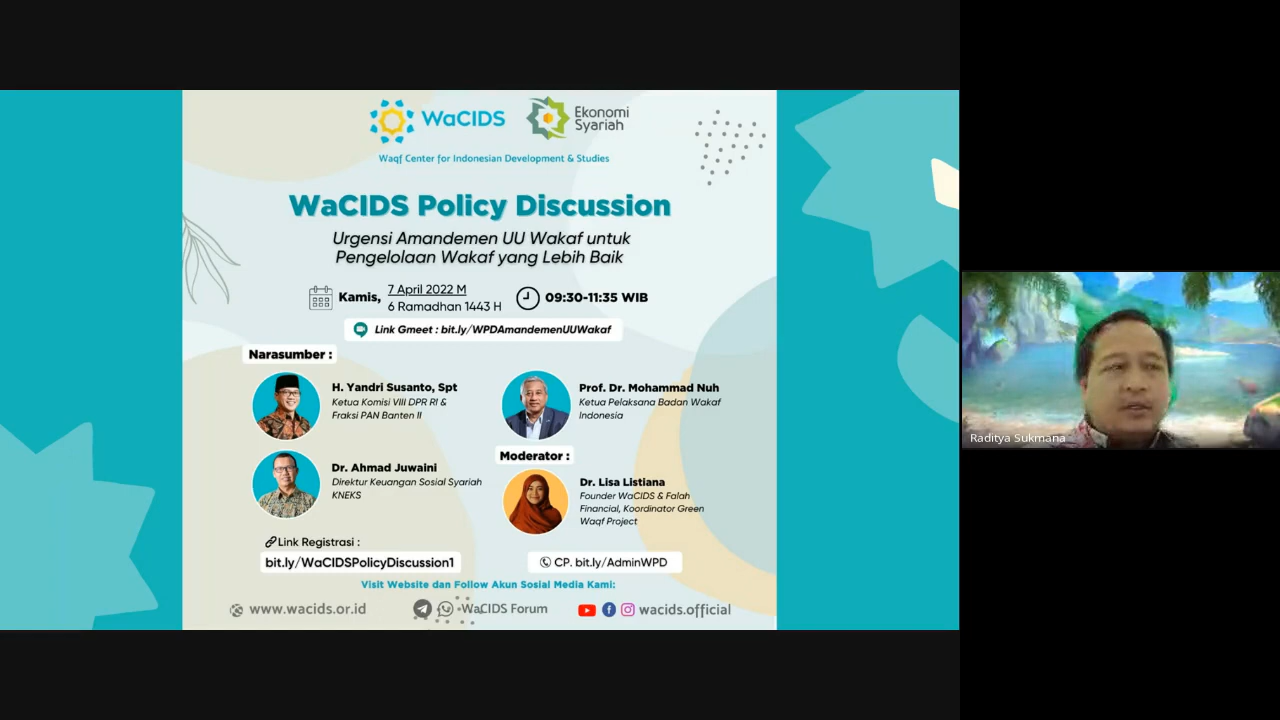 WaCIDS
Ekonomi
Syariah
Waqf Center for Indonesian Development & Studies
WaCIDS Policy Discussion
Urgensi Amandemen UU Wakaf untuk
Pengelolaan Wakaf yang Lebih Baik
Kamis,
7 April 2022 M
6 Ramadhan 1443 H
09:30-11:35 WIB
Link Gmeet : bit.ly/WPDAmandemenUUWakaf
Narasumber :
H. Yandri Susanto, Spt
Ketua Komisi VIII DPR RI &
Fraksi PAN Banten II
Prof. Dr. Mohammad Nuh
Ketua Pelaksana Badan Wakaf
Indonesia
Dr. Ahmad Juwaini
Direktur Keuangan Sosial Syariah
KNEKS
Moderator :
Dr. Lisa Listiana
Founder WaCIDS & Falah
Financial, Koordinator Green
Waqf Project
Link Registrasi :
bit.ly/WaCIDSPolicyDiscussion1
CP. bit.ly/AdminWPD
Visit Website dan Follow Akun Sosial Media Kami:
www.wacids.or.id
WaCIDS Forum
wacids.official
Raditya Sukmana